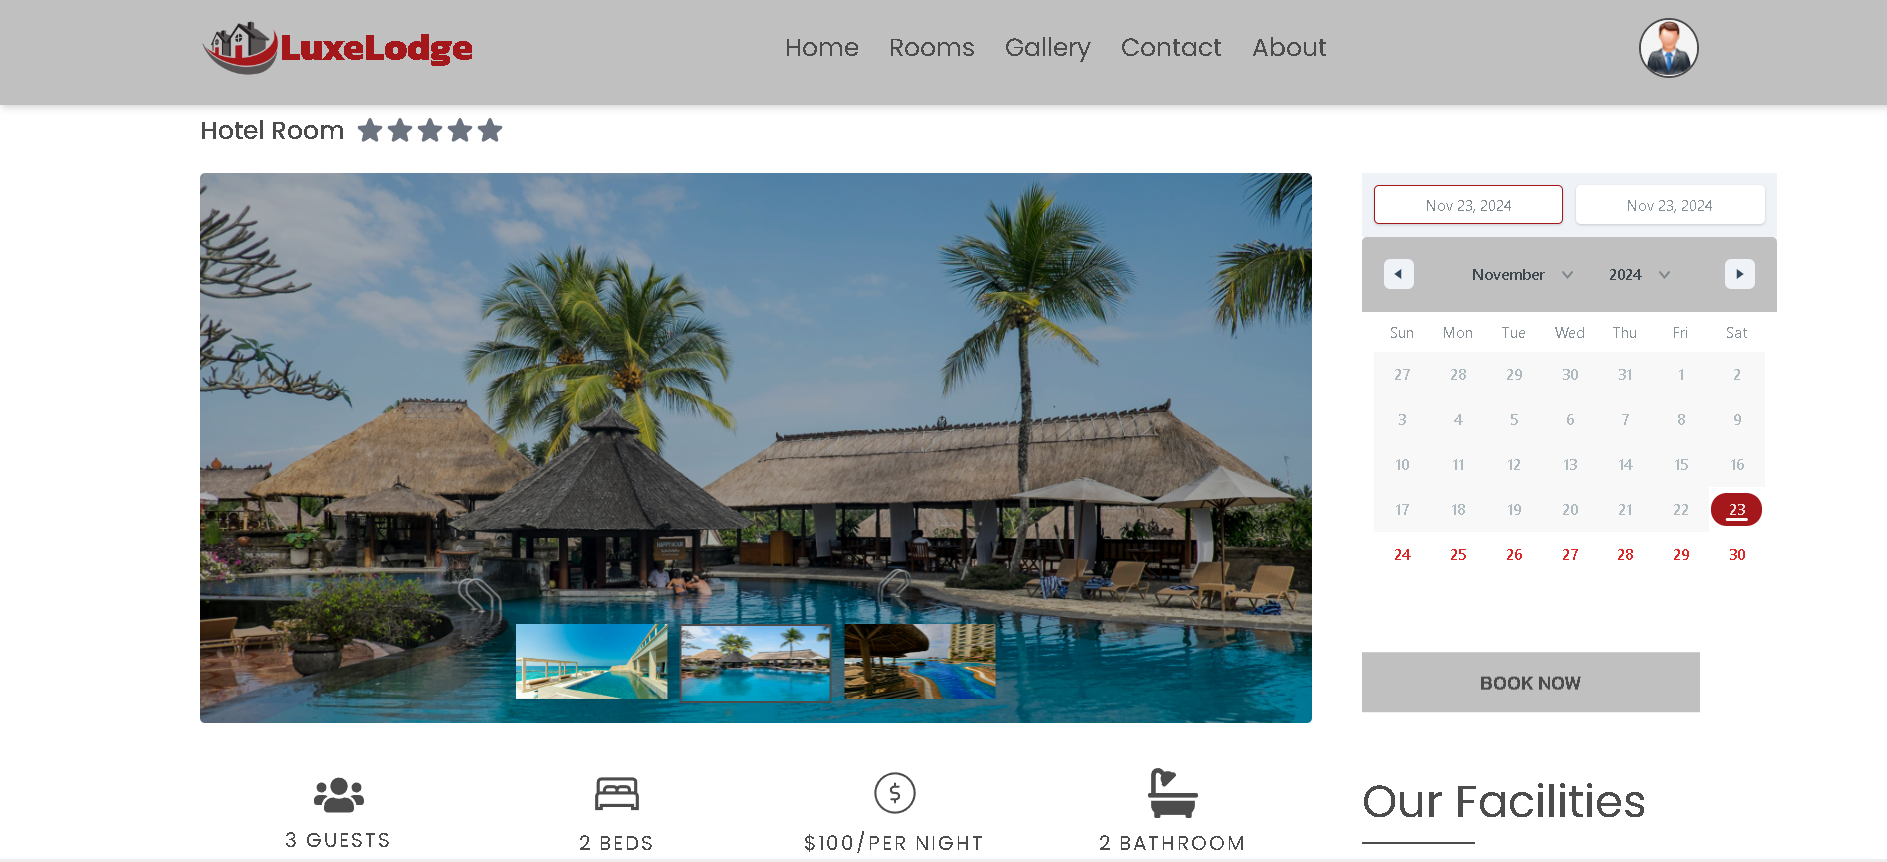 LuxeLodge
Home Rooms Gallery Contact About
Hotel Room
Nov 23, 2024 Nov 23, 2024
November 2024
Sun Mon Tue Wed Thu Fri Sat
27 28 29 30 31 1 2
3 4 5 6 7 8 9
10 11 12 13 14 15 16
17 18 19 20 21 22 23
24 25 26 27 28 29 30
BOOK NOW
3 GUESTS
2 BEDS
$100/PER NIGHT
2 BATHROOM
Our Facilities